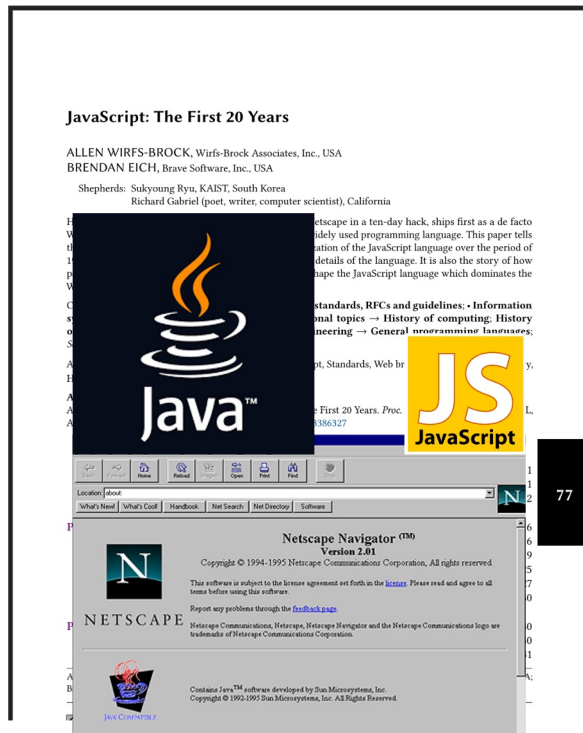 JavaScript: The First 20 Years
ALLEN WIRFS-BROCK, Wirfs-Brock Associates, Inc., USA
BRENDAN EICH, Brave Software, Inc., USA
Shepherds: Sukyoung Ryu, KAIST, South Korea
Richard Gabriel (poet, writer, computer scientist), California
etscape in a ten-day hack, ships first as a de facto
idely used programming language. This paper tells
zation of the JavaScript language over the period of
details of the language. It is also the story of how
hape the JavaScript language which dominates the
standards, RFCs and guidelines; • Information
onal topics → History of computing; History
ineering → General programming languages;
pt, Standards, Web br
e First 20 Years. Proc.
3386327
Java™
JS
JavaScript
77
Back Forward Home Reload Images Open Print Find Stop
Location: about:
What's New! What's Cool! Handbook Net Search Net Directory Software
N
Netscape Navigator (TM)
Version 2.01
Copyright © 1994-1995 Netscape Communications Corporation, All rights reserved.
This software is subject to the license agreement set forth in the license. Please read and agree to all
terms before using this software.
Report any problems through the feedback page.
Netscape Communications, Netscape, Netscape Navigator and the Netscape Communications logo are
trademarks of Netscape Communications Corporation.
N
NETSCAPE
Contains Java™ software developed by Sun Microsystems, Inc.
Copyright © 1992-1995 Sun Microsystems, Inc. All Rights Reserved.
JAVA COMPATIBLE